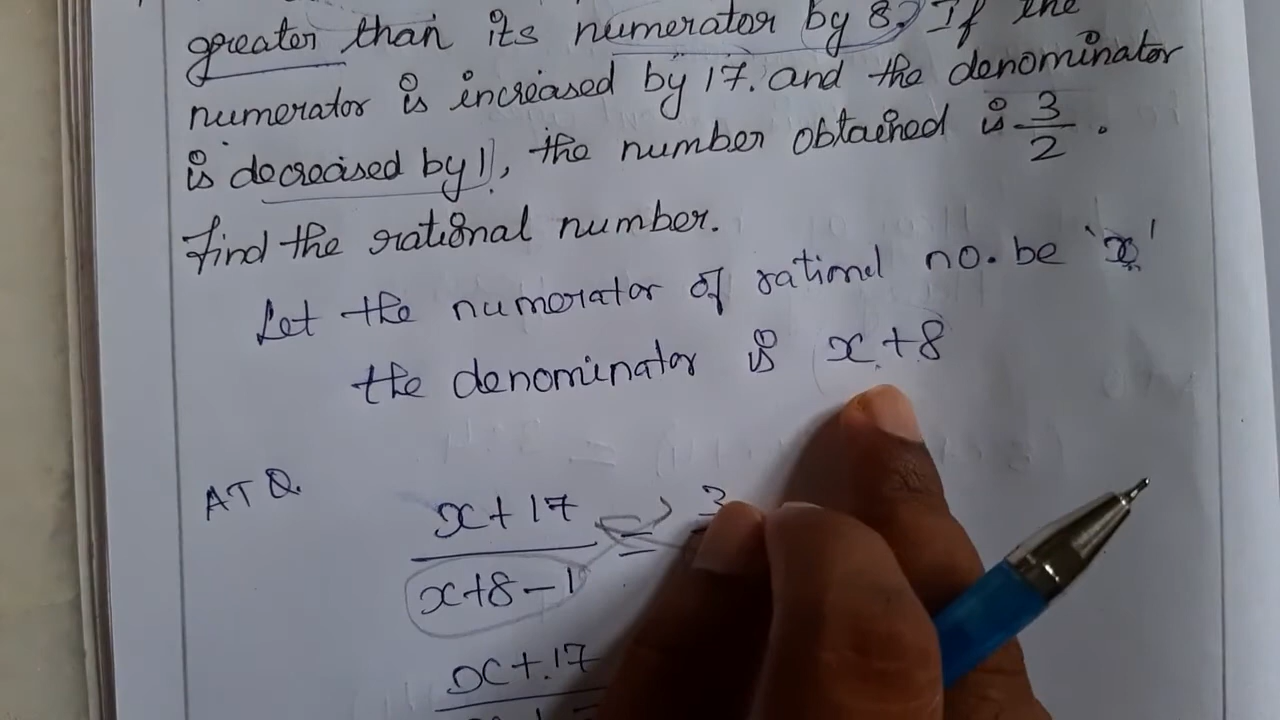 greater than its numerator by 8. If the
numerator is increased by 17. and the denominator
is decreased by 1, the number obtained is 3/2.
Find the rational number.
Let the numerator of rational no. be 'x'
the denominator is x+8
ATQ.
x+17 = 3
x+8-1
x+17